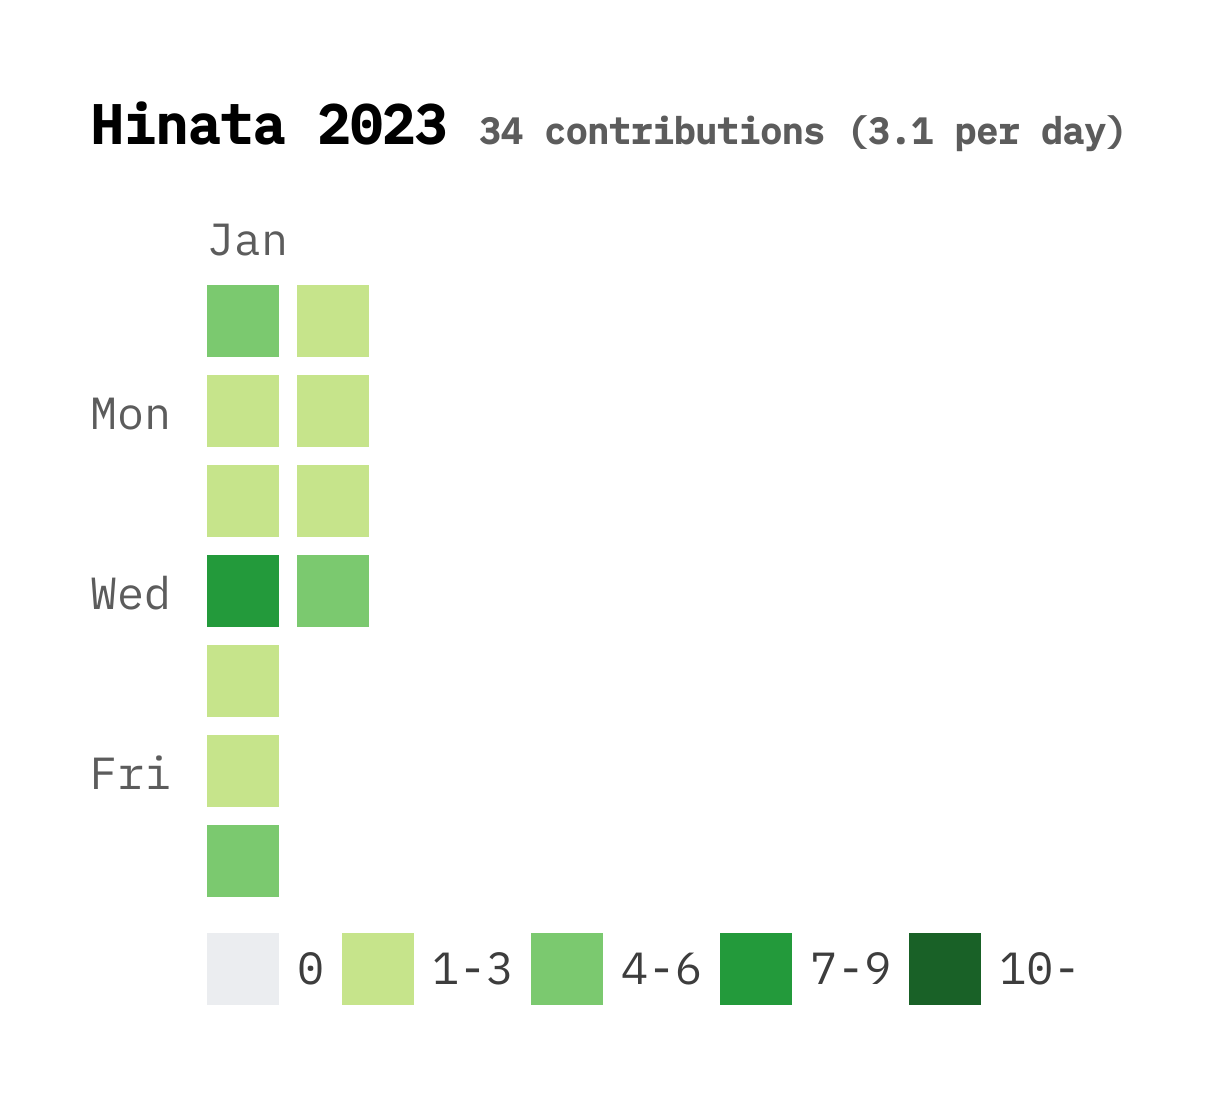 Hinata 2023 34 contributions (3.1 per day)
Jan
Mon
Wed
Fri
0 1-3 4-6 7-9 10-